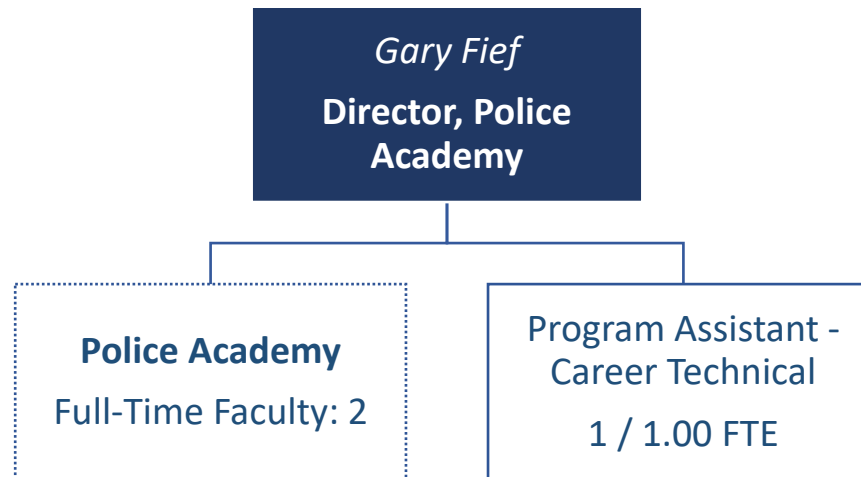 Gary Fief
Director, Police
Academy
Police Academy
Full-Time Faculty: 2
Program Assistant -
Career Technical
1 / 1.00 FTE